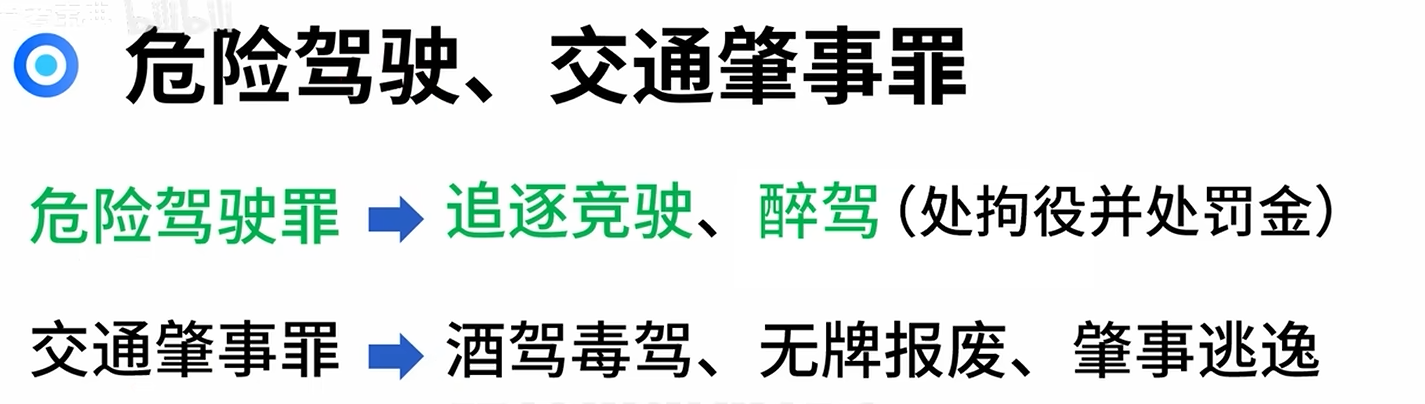 危险驾驶、交通肇事罪
危险驾驶罪 追逐竞驶、醉驾（处拘役并处罚金）
交通肇事罪 酒驾毒驾、无牌报废、肇事逃逸